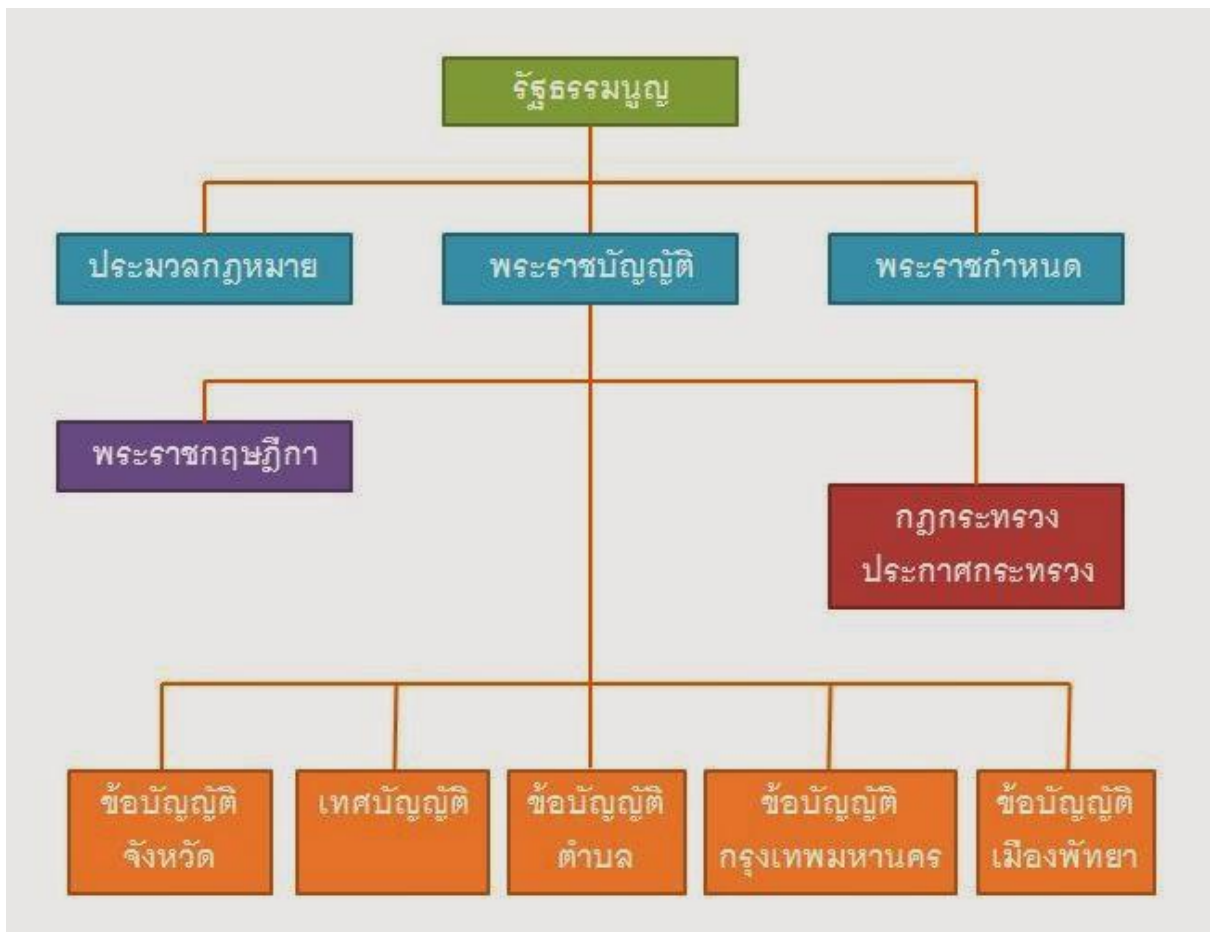 รัฐธรรมนูญ
ประมวลกฎหมาย
พระราชบัญญัติ
พระราชกำหนด
พระราชกฤษฎีกา
กฎกระทรวง
ประกาศกระทรวง
ข้อบัญญัติ
จังหวัด
เทศบัญญัติ
ข้อบัญญัติ
ตำบล
ข้อบัญญัติ
กรุงเทพมหานคร
ข้อบัญญัติ
เมืองพัทยา